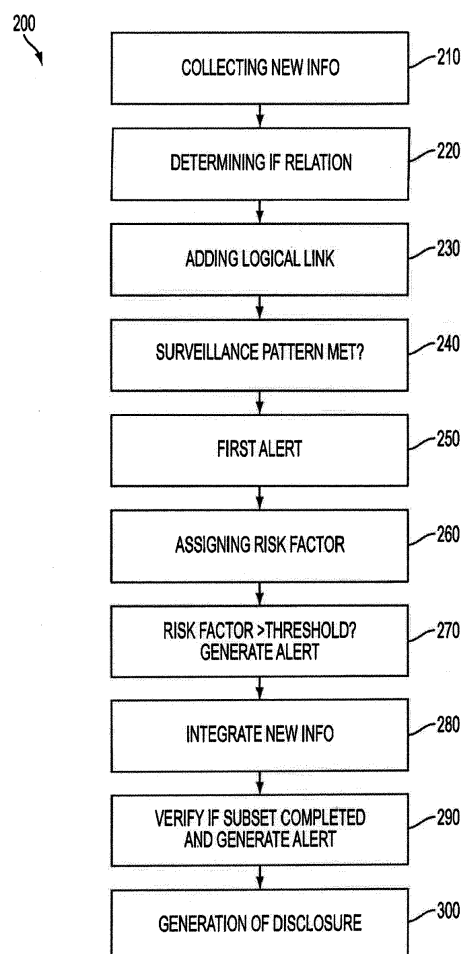 200
COLLECTING NEW INFO
210
DETERMINING IF RELATION
220
ADDING LOGICAL LINK
230
SURVEILLANCE PATTERN MET?
240
FIRST ALERT
250
ASSIGNING RISK FACTOR
260
RISK FACTOR >THRESHOLD?
GENERATE ALERT
270
INTEGRATE NEW INFO
280
VERIFY IF SUBSET COMPLETED
AND GENERATE ALERT
290
GENERATION OF DISCLOSURE
300